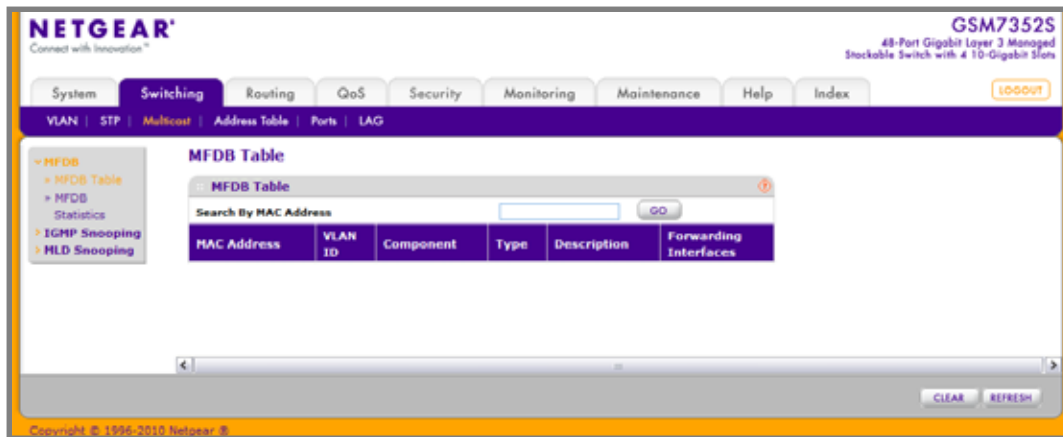 NETGEAR®
Connect with Innovation™
GSM7352S
48-Port Gigabit Layer 3 Managed
Stackable Switch with 4 10-Gigabit Slots
System Switching Routing QoS Security Monitoring Maintenance Help Index LOGOUT
VLAN | STP | Multicast | Address Table | Ports | LAG
MFDB
MFDB Table
MFDB
Statistics
IGMP Snooping
MLD Snooping
MFDB Table
MFDB Table
Search By MAC Address GO
MAC Address VLAN ID Component Type Description Forwarding Interfaces
CLEAR REFRESH
Copyright © 1996-2010 Netgear ®